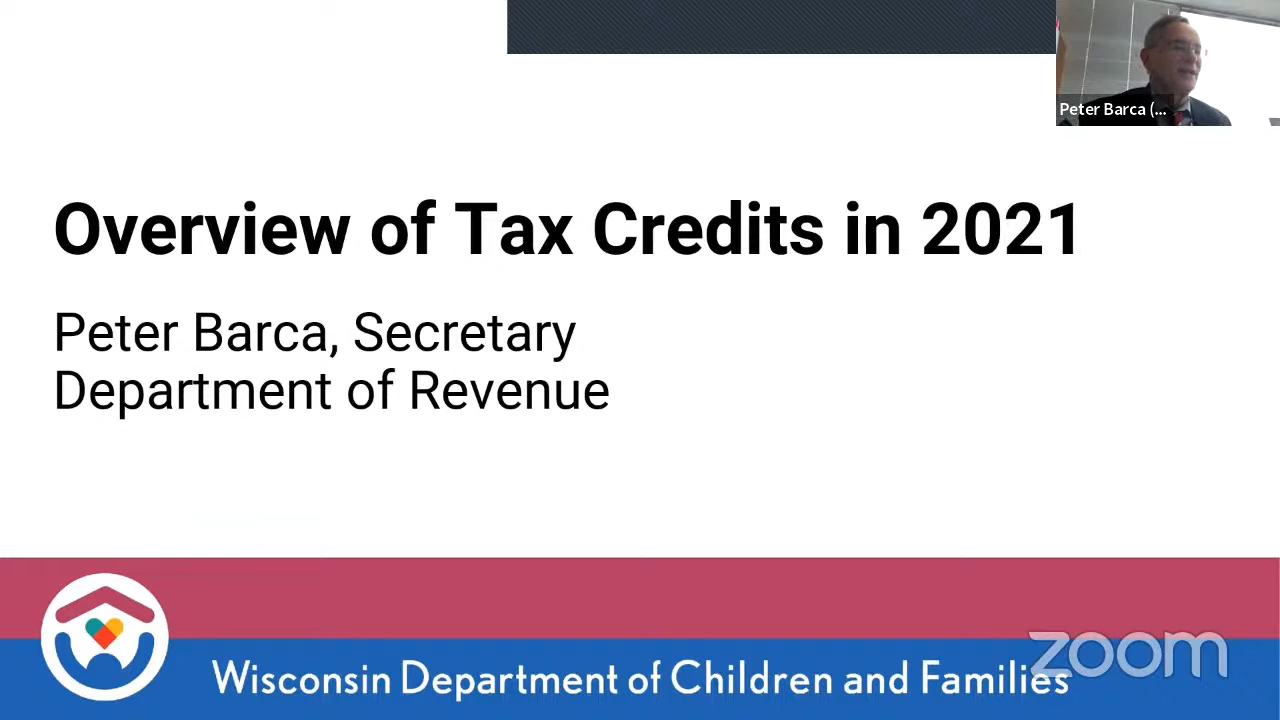 Peter Barca (...
Overview of Tax Credits in 2021
Peter Barca, Secretary
Department of Revenue
zoom
Wisconsin Department of Children and Families